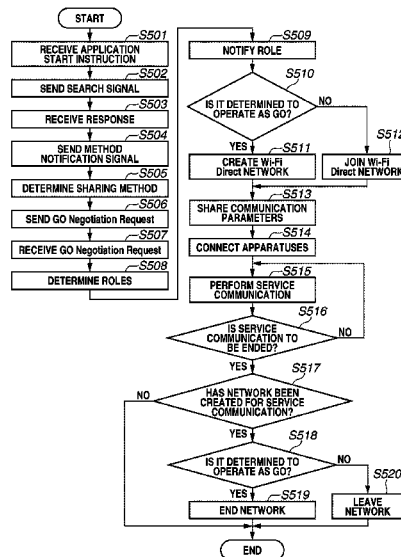 START
S501
RECEIVE APPLICATION
START INSTRUCTION
S502
SEND SEARCH SIGNAL
S503
RECEIVE RESPONSE
S504
SEND METHOD
NOTIFICATION SIGNAL
S505
DETERMINE SHARING METHOD
S506
SEND GO Negotiation Request
S507
RECEIVE GO Negotiation Request
S508
DETERMINE ROLES
S509
NOTIFY ROLE
S510
IS IT DETERMINED TO
OPERATE AS GO?
NO
YES
S511
CREATE Wi-Fi
Direct NETWORK
S512
JOIN Wi-Fi
Direct NETWORK
S513
SHARE COMMUNICATION
PARAMETERS
S514
CONNECT APPARATUSES
S515
PERFORM SERVICE
COMMUNICATION
S516
IS SERVICE
COMMUNICATION TO
BE ENDED?
NO
YES
S517
HAS NETWORK BEEN
CREATED FOR SERVICE
COMMUNICATION?
NO
YES
S518
IS IT DETERMINED TO
OPERATE AS GO?
NO
YES
S519
END NETWORK
S520
LEAVE
NETWORK
END